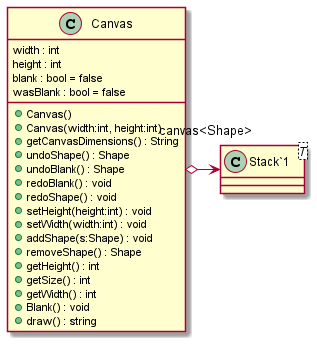 C Canvas
width : int
height : int
blank : bool = false
wasBlank : bool = false
Canvas()
Canvas(width:int, height:int)
getCanvasDimensions() : String
undoShape() : Shape
undoBlank() : Shape
redoBlank() : void
redoShape() : void
setHeight(height:int) : void
setWidth(width:int) : void
addShape(s:Shape) : void
removeShape() : Shape
getHeight() : int
getSize() : int
getWidth() : int
Blank() : void
draw() : string
canvas<Shape>
C Stack`1
T